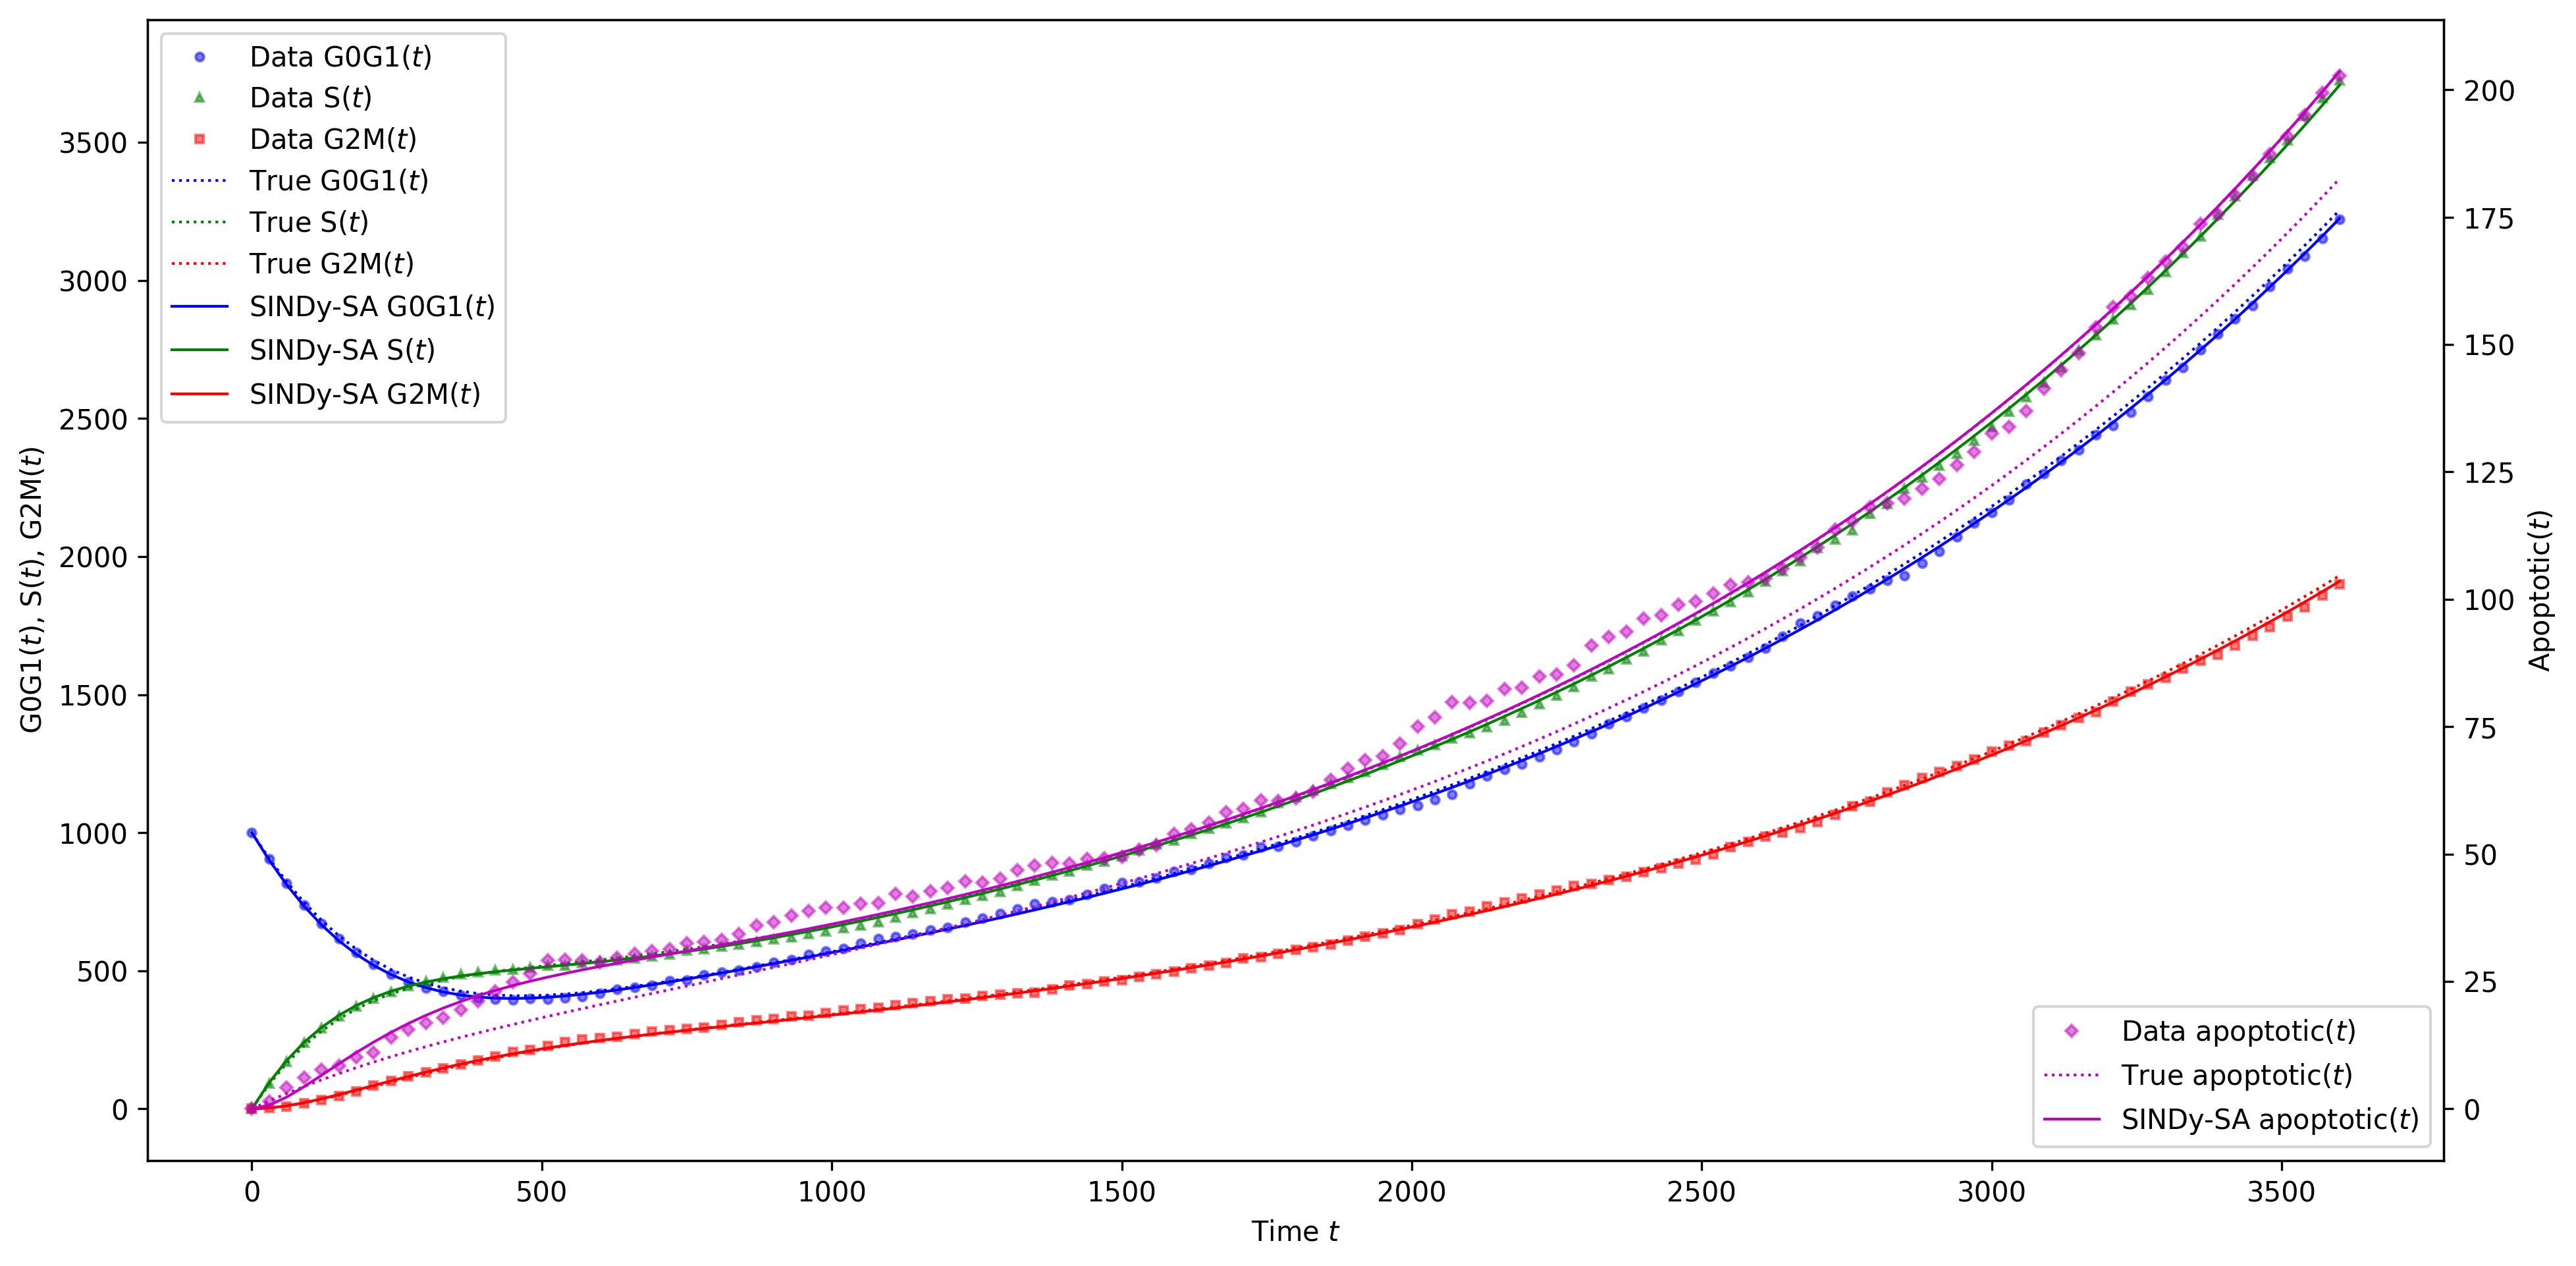 Data G0G1(t)
Data S(t)
Data G2M(t)
True G0G1(t)
True S(t)
True G2M(t)
SINDy-SA G0G1(t)
SINDy-SA S(t)
SINDy-SA G2M(t)
3500
3000
2500
2000
1500
1000
500
0
G0G1(t), S(t), G2M(t)
200
175
150
125
100
75
50
25
0
Apoptotic(t)
Data apoptotic(t)
True apoptotic(t)
SINDy-SA apoptotic(t)
0 500 1000 1500 2000 2500 3000 3500
Time t